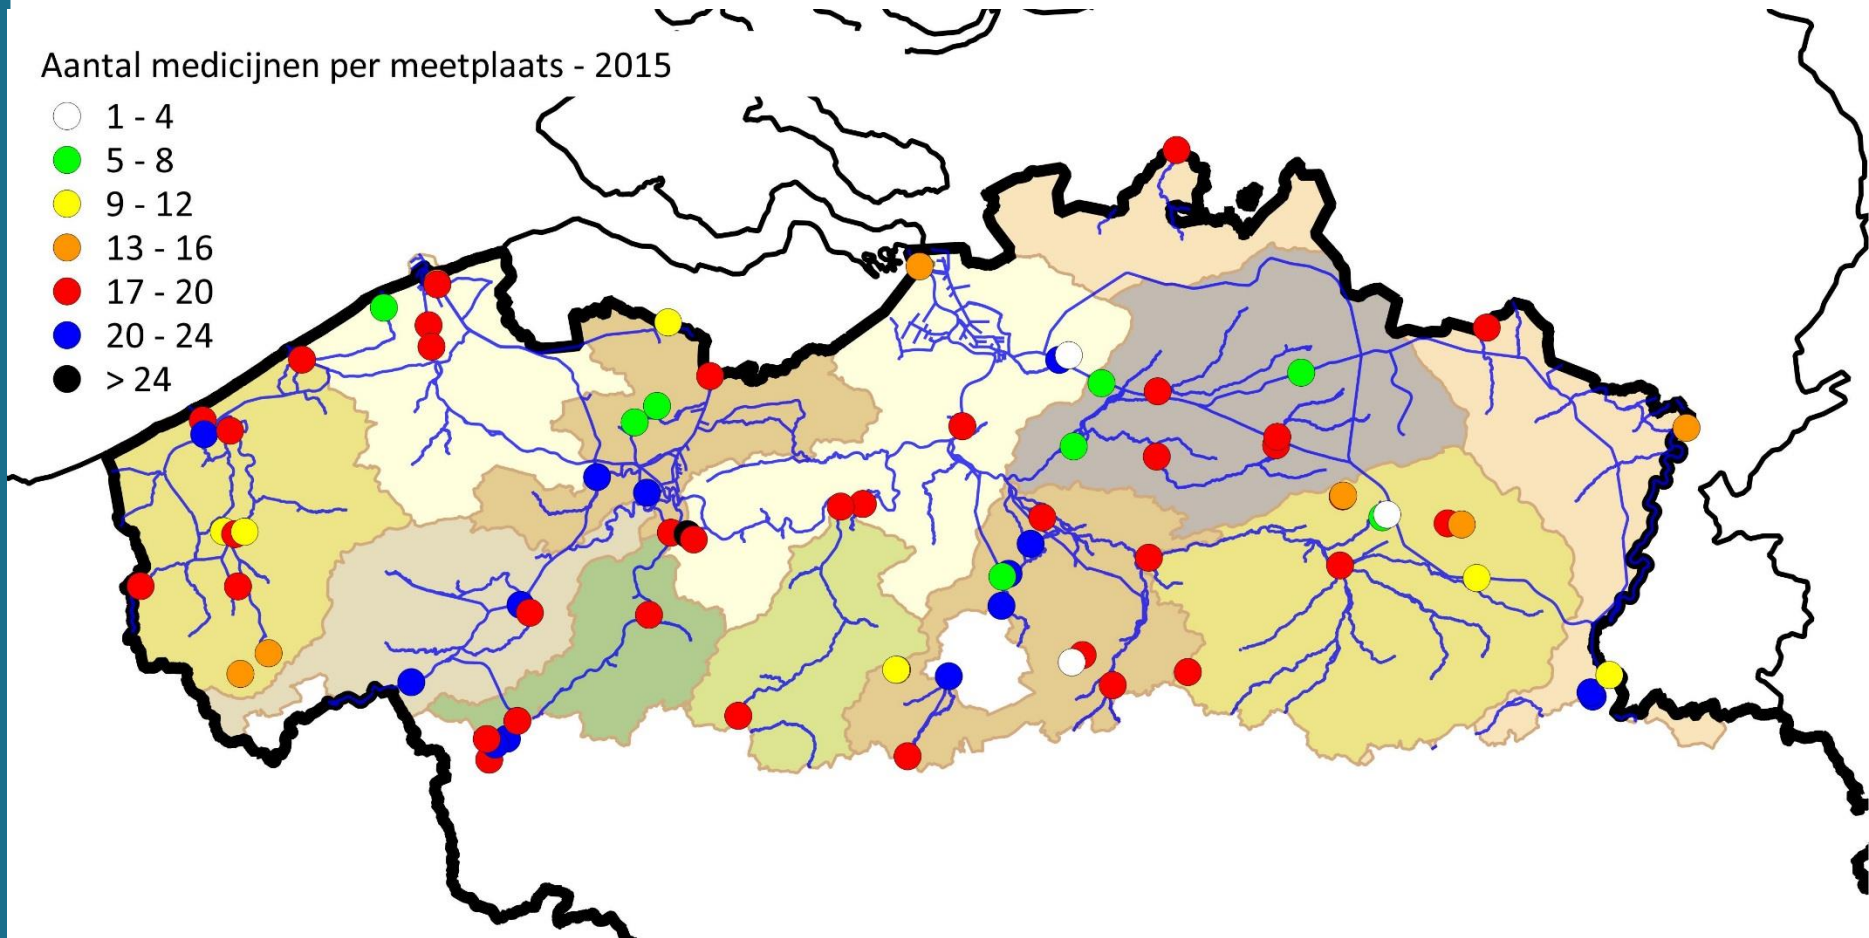 Aantal medicijnen per meetplaats - 2015
1 - 4
5 - 8
9 - 12
13 - 16
17 - 20
20 - 24
> 24